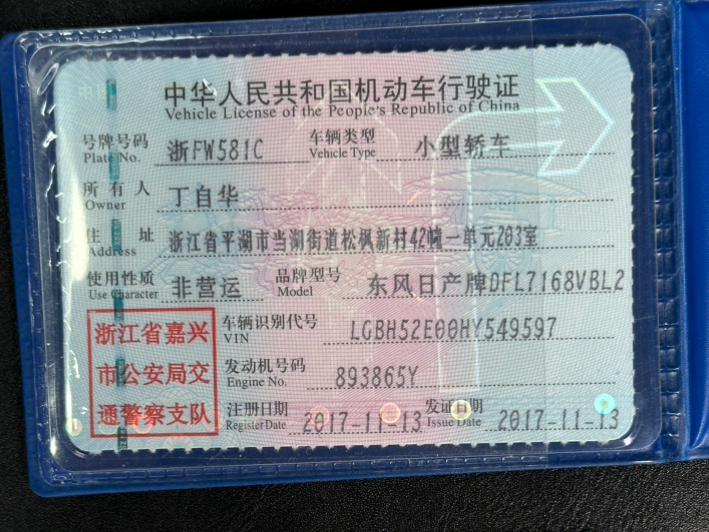 中华人民共和国机动车行驶证
Vehicle License of the People's Republic of China
号牌号码 浙FW581C 车辆类型 小型轿车
Plate No. Vehicle Type
所有人 丁自华
Owner
住址 浙江省平湖市当湖街道松枫新村42幢一单元203室
Address
使用性质 非营运 品牌型号 东风日产牌DFL7168VBL2
Use Character Model
浙江省嘉兴
市公安局交
通警察支队
车辆识别代号 LGBH52E00HY549597
VIN
发动机号码 893865Y
Engine No.
注册日期 2017-11-13 发证日期 2017-11-13
Register Date Issue Date